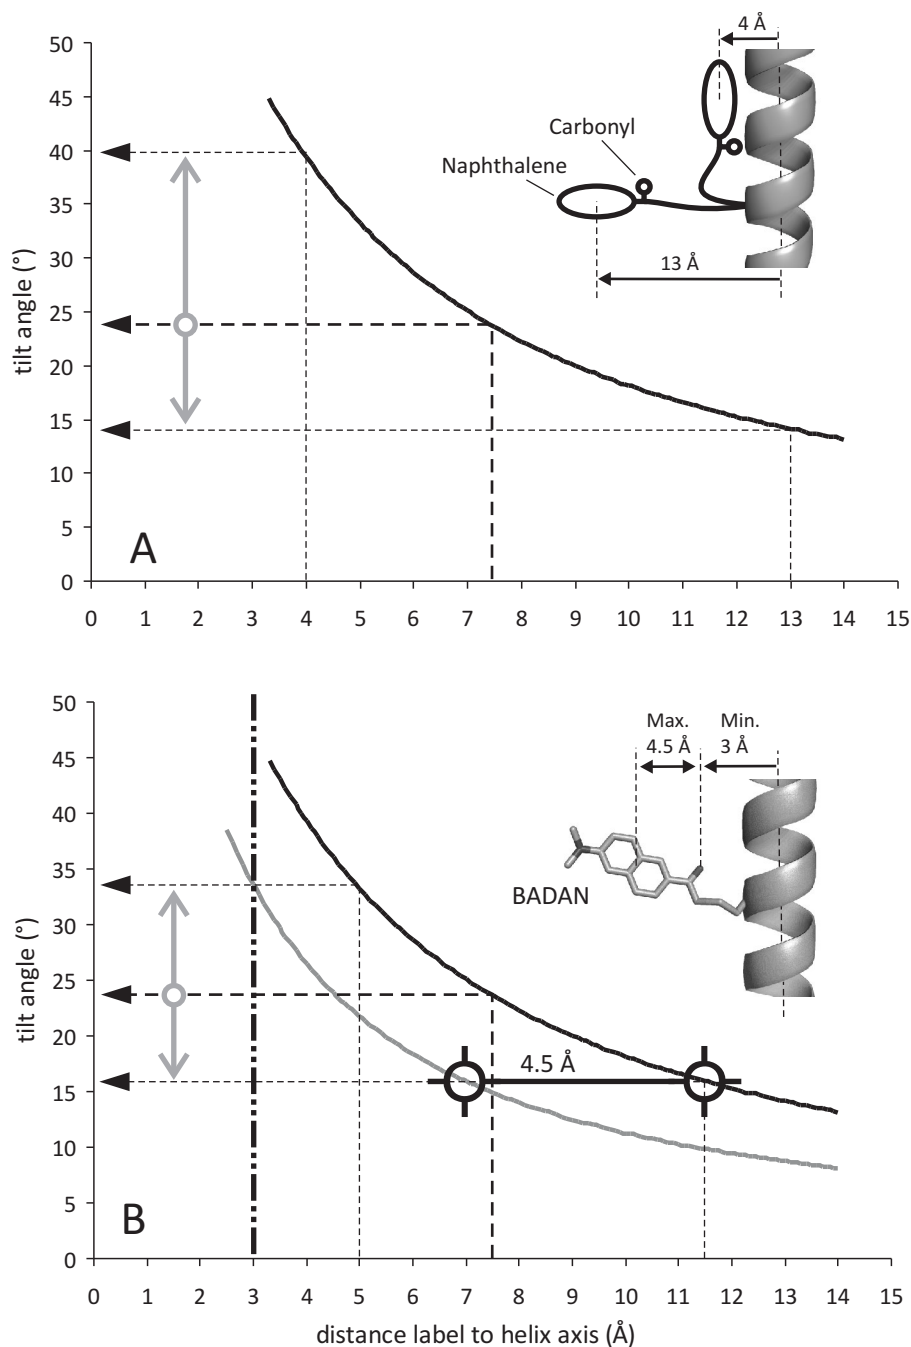 50
45
40
35
30
25
20
15
10
5
0
tilt angle (°)
4 Å
Carbonyl
Naphthalene
13 Å
A
0 1 2 3 4 5 6 7 8 9 10 11 12 13 14 15
50
45
40
35
30
25
20
15
10
5
0
tilt angle (°)
Max. Min.
4.5 Å 3 Å
BADAN
4.5 Å
B
0 1 2 3 4 5 6 7 8 9 10 11 12 13 14 15
distance label to helix axis (Å)